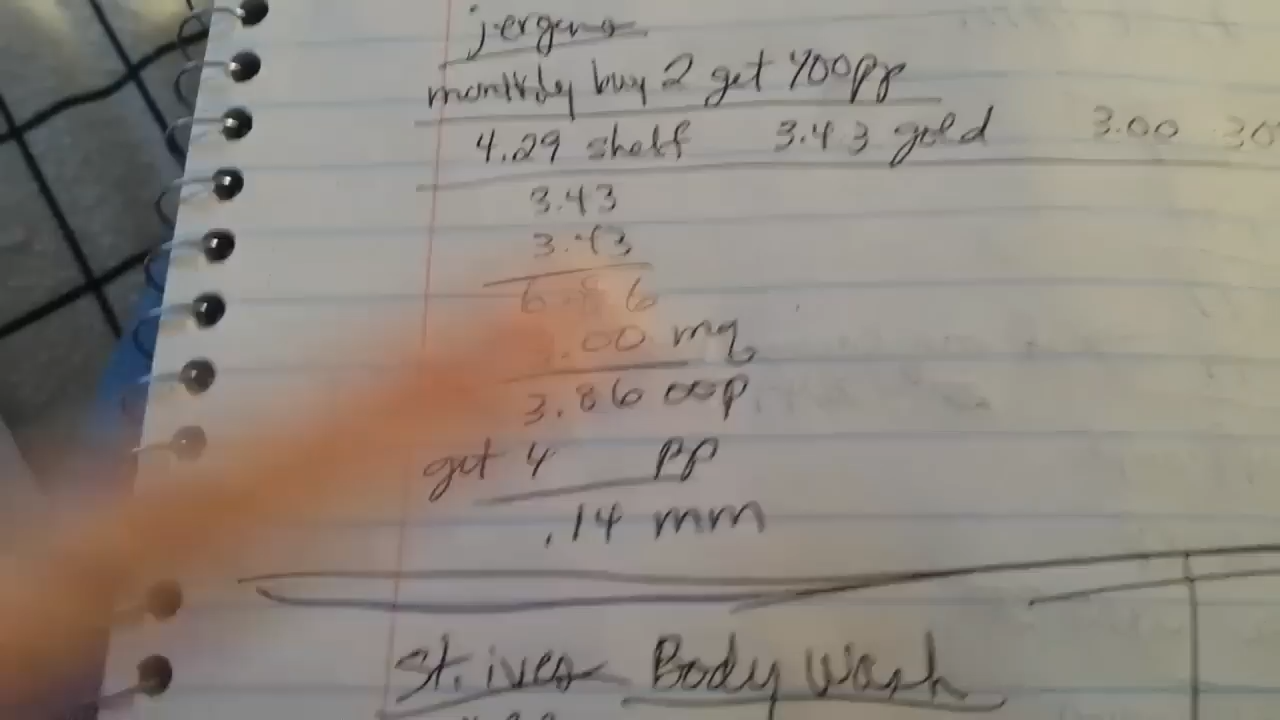 jergens
monthly buy 2 get 400pp
4.29 shelf 3.43 gold 3.00 30
3.43
3.43
6.86
.00 mq
3.86 oop
get 4 pp
.14 mm
St. ives Body Wash